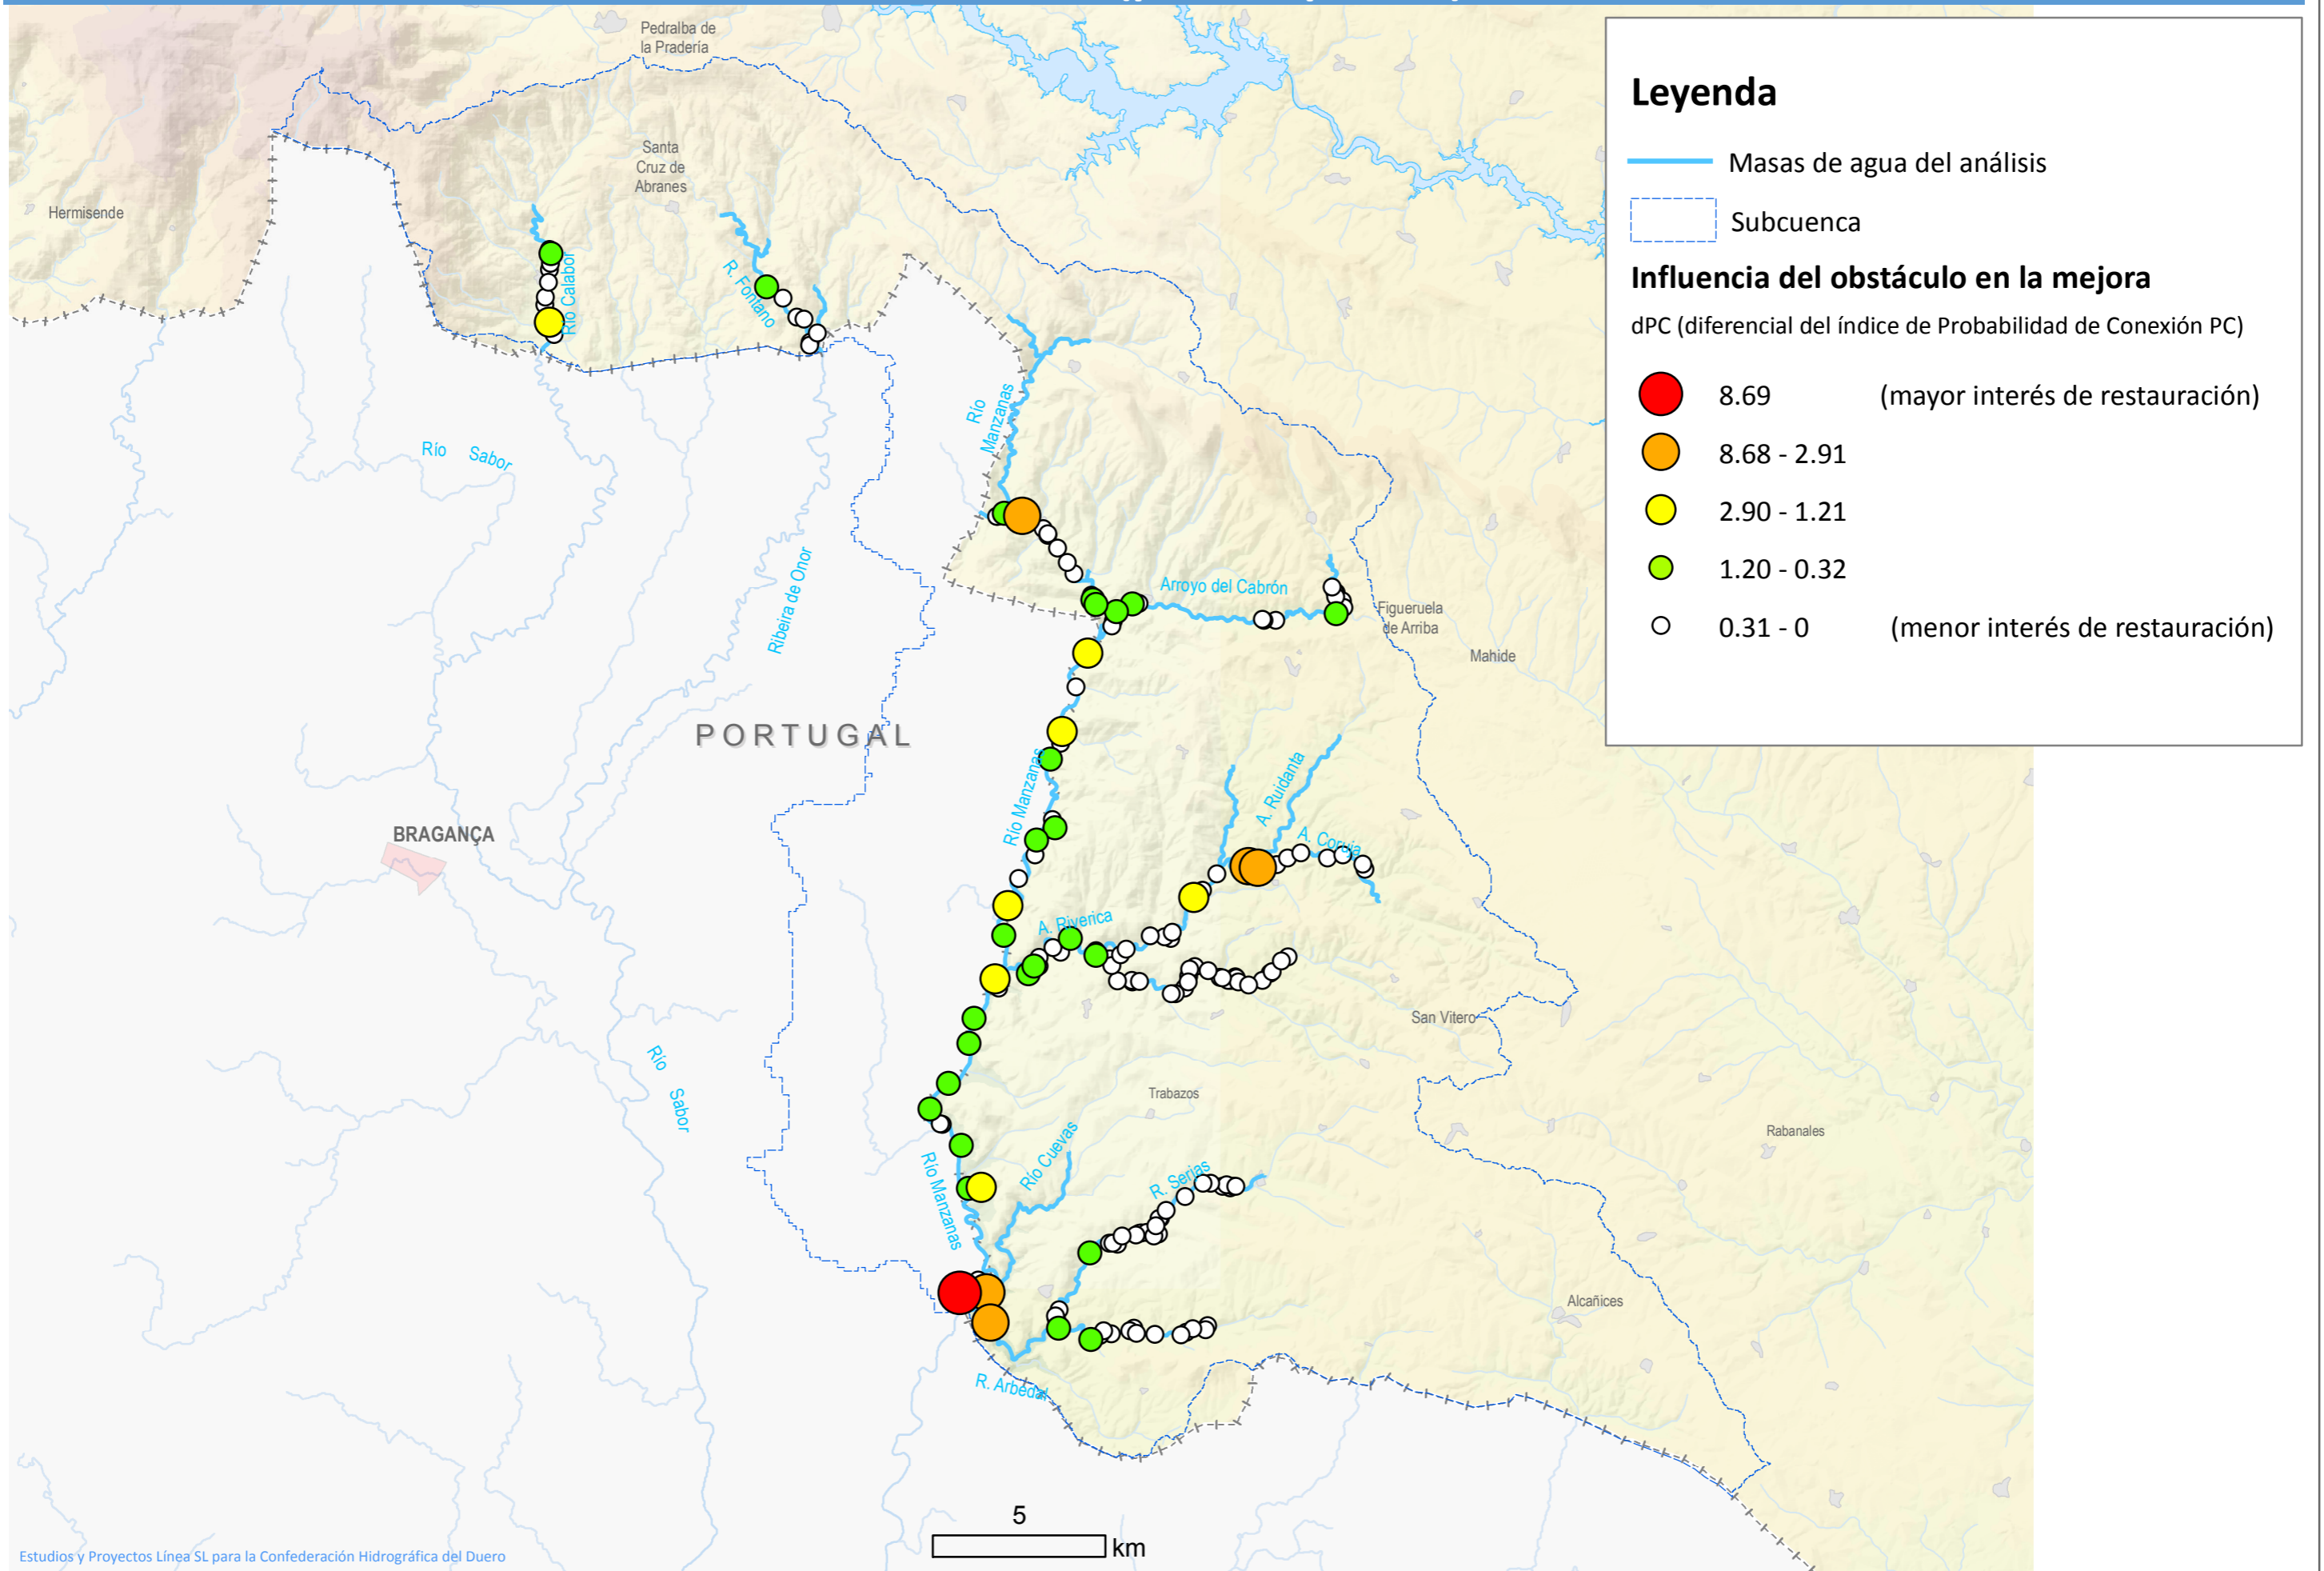 Pedralba de
la Pradería
Santa
Cruz de
Abranes
Hermisende
Río Calabor
R. Fontano
Río
Manzanas
Río Sabor
Ribeira de Onor
Arroyo del Cabrón
Figueruela
de Arriba
Mahide
PORTUGAL
Río Manzanas
A. Ruidanta
A. Coruja
BRAGANÇA
A. Riverica
San Vitero
Río
Sabor
Trabazos
Rabanales
Río Cuevas
Río Manzanas
R. Serias
Alcañices
R. Arbedal
5
km
Estudios y Proyectos Línea SL para la Confederación Hidrográfica del Duero
Leyenda
Masas de agua del análisis
Subcuenca
Influencia del obstáculo en la mejora
dPC (diferencial del índice de Probabilidad de Conexión PC)
8.69 (mayor interés de restauración)
8.68 - 2.91
2.90 - 1.21
1.20 - 0.32
0.31 - 0 (menor interés de restauración)